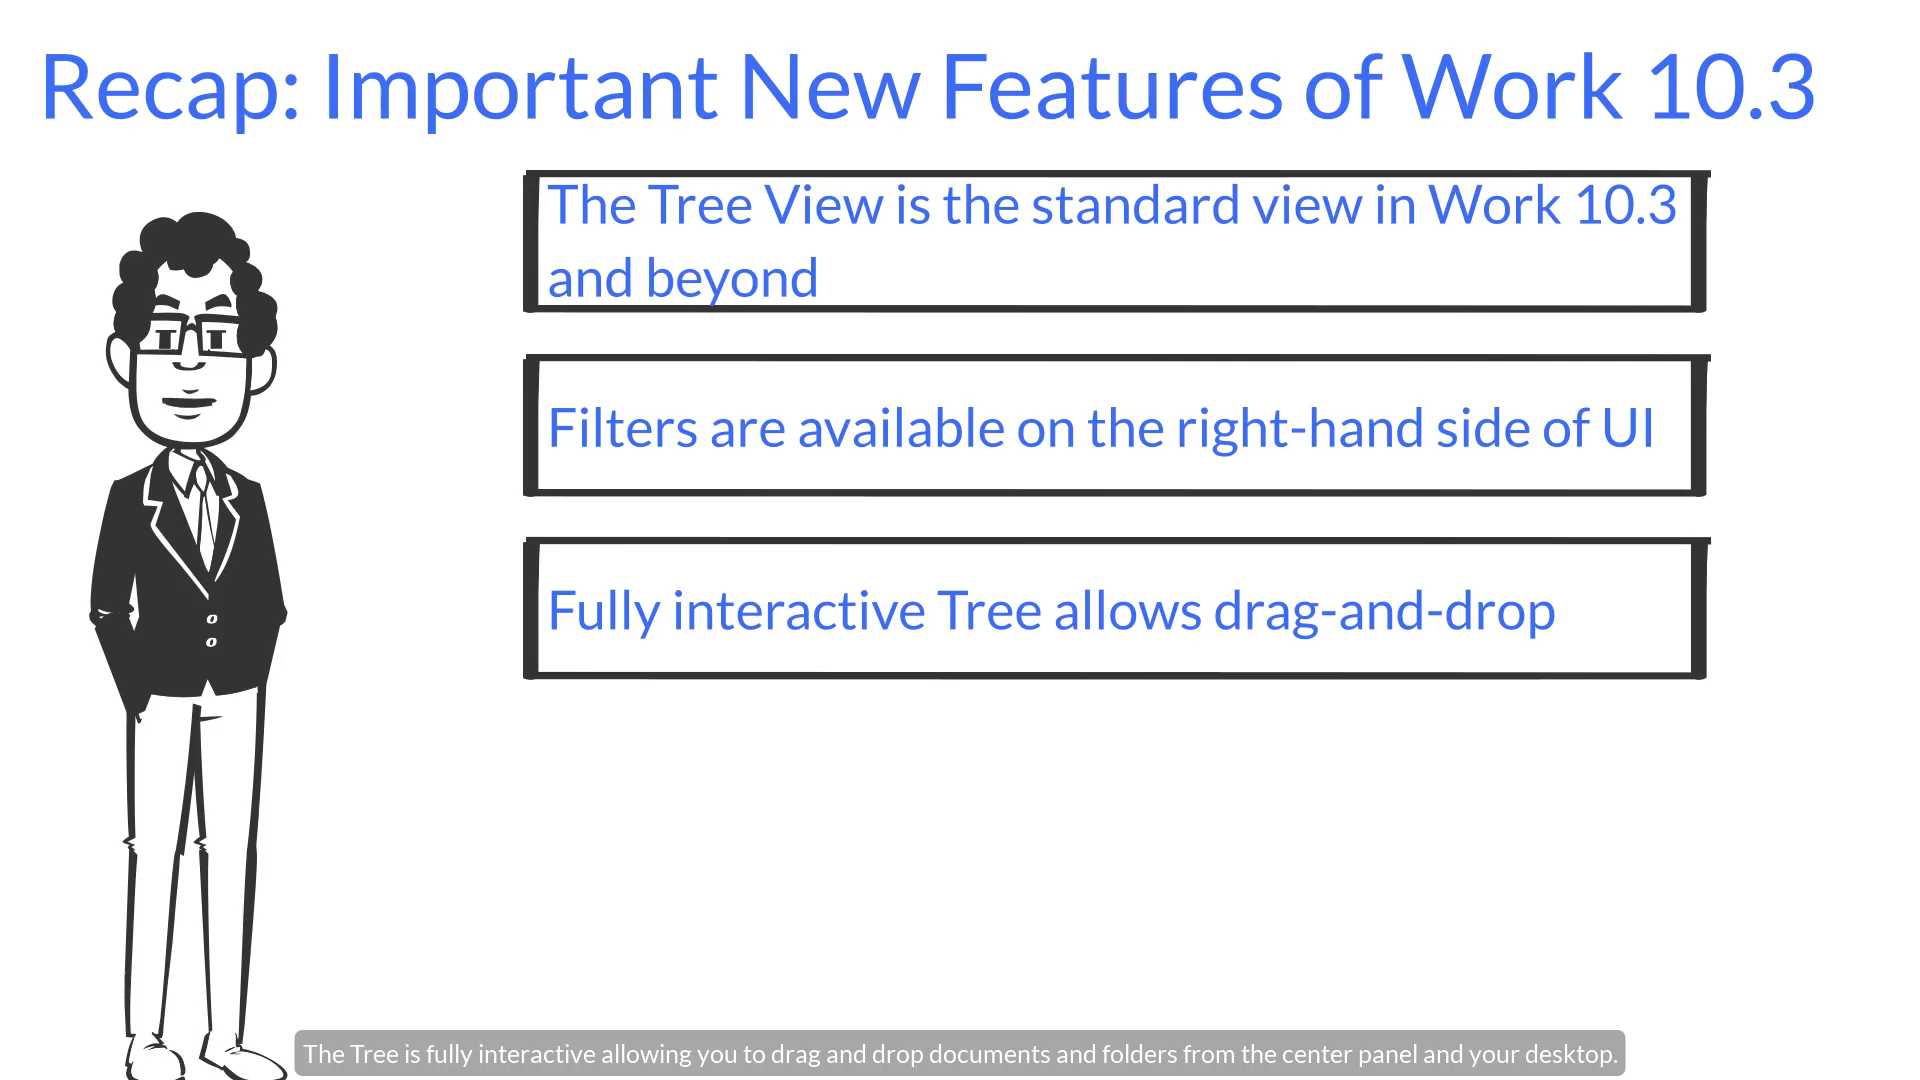 Recap: Important New Features of Work 10.3
The Tree View is the standard view in Work 10.3
and beyond
Filters are available on the right-hand side of UI
Fully interactive Tree allows drag-and-drop
The Tree is fully interactive allowing you to drag and drop documents and folders from the center panel and your desktop.